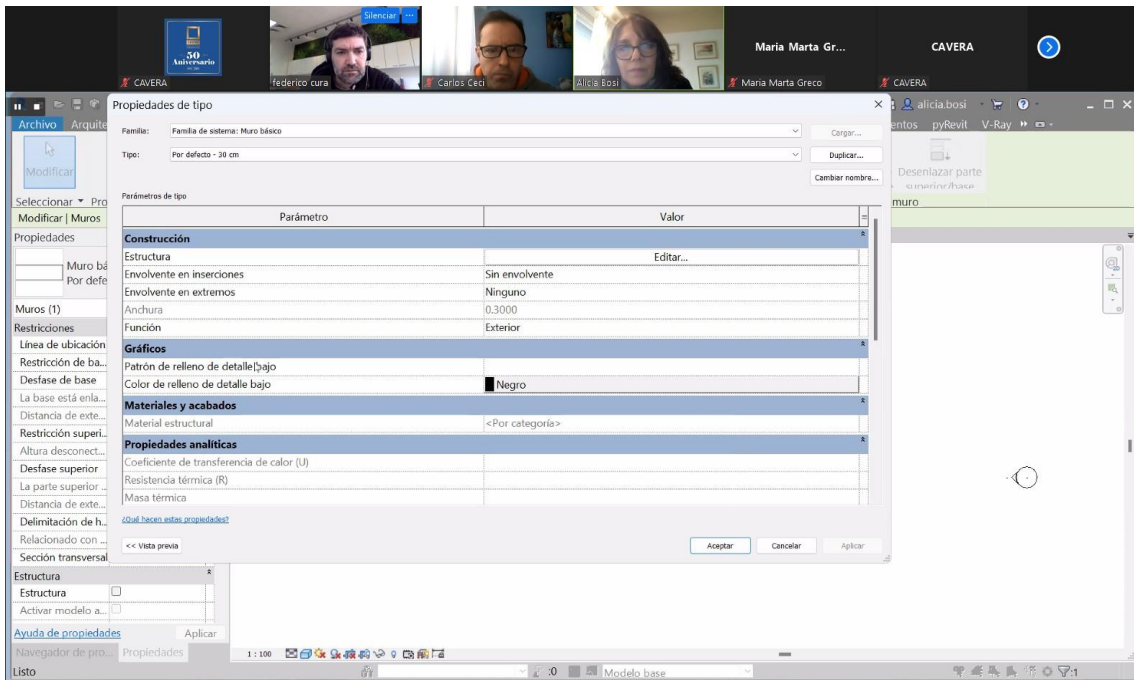 50
Aniversario
CAVERA
Silenciar ...
federico cura
Carlos Ceci
Alicia Bosi
Maria Marta Gr...
Maria Marta Greco
CAVERA
CAVERA
Propiedades de tipo
alicia.bosi
Archivo Arquite
entos pyRevit V-Ray
Familia: Familia de sistema: Muro básico Cargar...
Tipo: Por defecto - 30 cm Duplicar...
Cambiar nombre...
Modificar
Desenlazar parte
superior/base
Seleccionar Pro
muro
Parámetros de tipo
Modificar | Muros
Parámetro Valor =
Propiedades
Construcción
Estructura Editar...
Envolvente en inserciones Sin envolvente
Envolvente en extremos Ninguno
Anchura 0.3000
Función Exterior
Gráficos
Patrón de relleno de detalle bajo
Color de relleno de detalle bajo Negro
Materiales y acabados
Material estructural <Por categoría>
Propiedades analíticas
Coeficiente de transferencia de calor (U)
Resistencia térmica (R)
Masa térmica
¿Qué hacen estas propiedades?
<< Vista previa Aceptar Cancelar Aplicar
Muro bá
Por defe
Muros (1)
Restricciones
Línea de ubicación
Restricción de ba...
Desfase de base
La base está enla...
Distancia de exte...
Restricción superi...
Altura desconect...
Desfase superior
La parte superior ...
Distancia de exte...
Delimitación de h...
Relacionado con ...
Sección transversal
Estructura
Estructura
Activar modelo a...
Ayuda de propiedades Aplicar
Navegador de pro... Propiedades
1 : 100
Listo :0 Modelo base :1